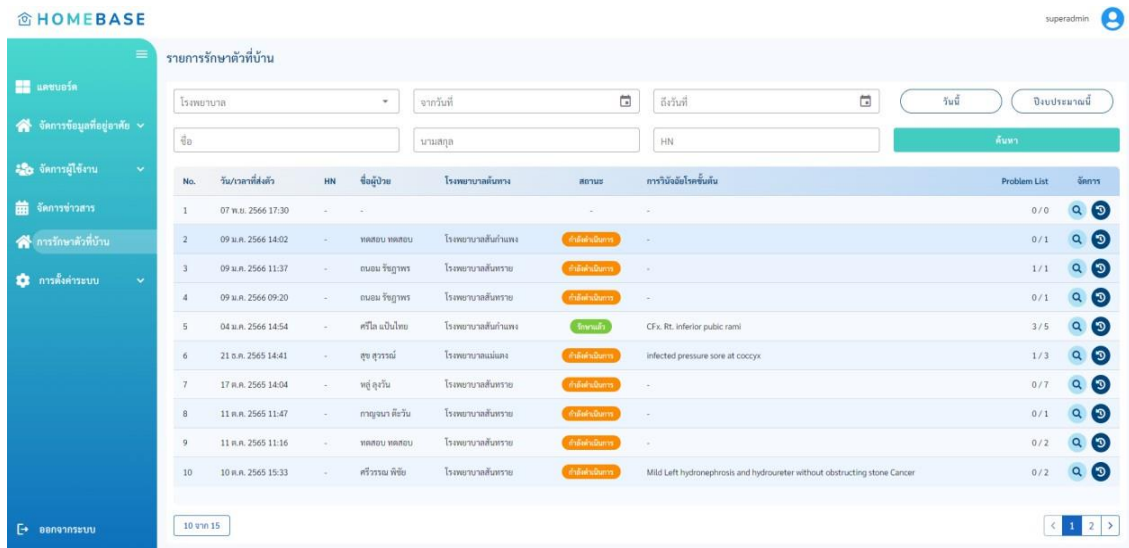 HOMEBASE
superadmin
แดชบอร์ด
จัดการข้อมูลที่อยู่อาศัย
จัดการผู้ใช้งาน
จัดการข่าวสาร
การรักษาตัวที่บ้าน
การตั้งค่าระบบ
ออกจากระบบ
รายการรักษาตัวที่บ้าน
โรงพยาบาล จากวันที่ ถึงวันที่ วันนี้ ปีงบประมาณนี้
ชื่อ นามสกุล HN ค้นหา
No. วัน/เวลาที่ส่งตัว HN ชื่อผู้ป่วย โรงพยาบาลต้นทาง สถานะ การวินิจฉัยโรคขั้นต้น Problem List จัดการ
1 07 พ.ย. 2566 17:30 - - - - 0 / 0
2 09 ม.ค. 2566 14:02 - ทดสอบ ทดสอบ โรงพยาบาลสันกำแพง กำลังดำเนินการ - 0 / 1
3 09 ม.ค. 2566 11:37 - ถนอม รัชฎาพร โรงพยาบาลสันทราย กำลังดำเนินการ - 1 / 1
4 09 ม.ค. 2566 09:20 - ถนอม รัชฎาพร โรงพยาบาลสันทราย กำลังดำเนินการ - 0 / 1
5 04 ม.ค. 2566 14:54 - ศรีไล แป้นไทย โรงพยาบาลสันกำแพง รักษาแล้ว CFx. Rt. inferior pubic rami 3 / 5
6 21 ธ.ค. 2565 14:41 - สุข สุวรรณ์ โรงพยาบาลแม่แตง กำลังดำเนินการ infected pressure sore at coccyx 1 / 3
7 17 ต.ค. 2565 14:04 - หลู่ ลุงวัน โรงพยาบาลสันทราย กำลังดำเนินการ - 0 / 7
8 11 ต.ค. 2565 11:47 - กาญจนา ต๊ะวัน โรงพยาบาลสันทราย กำลังดำเนินการ - 0 / 1
9 11 ต.ค. 2565 11:16 - ทดสอบ ทดสอบ โรงพยาบาลสันทราย กำลังดำเนินการ - 0 / 2
10 10 ต.ค. 2565 15:33 - ศรีวรรณ พิชัย โรงพยาบาลสันทราย กำลังดำเนินการ Mild Left hydronephrosis and hydroureter without obstructing stone Cancer 0 / 2
10 จาก 15
1 2